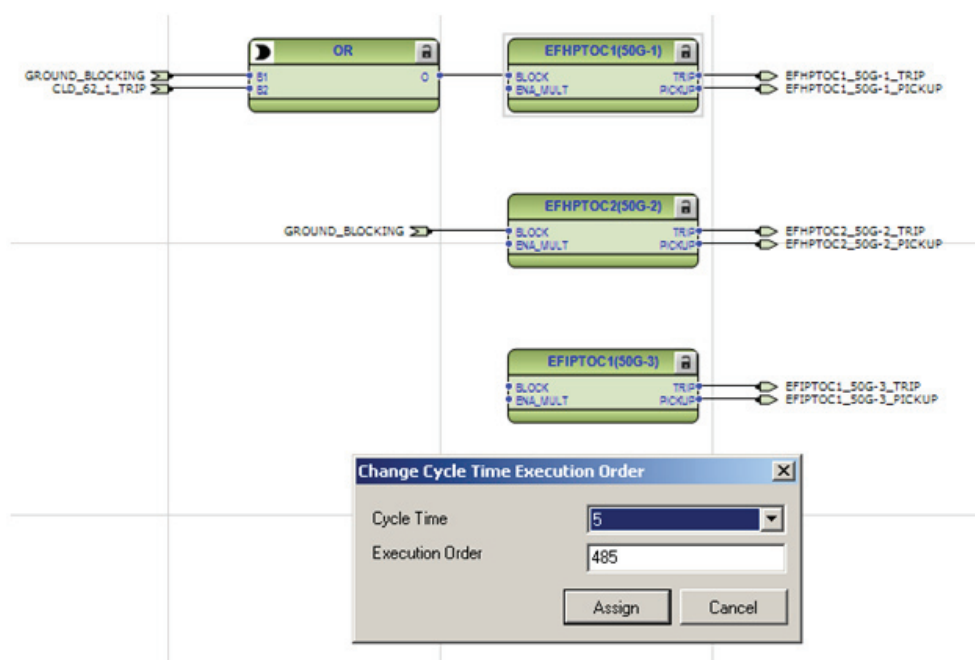 OR
EFHPTOC1(50G-1)
GROUND_BLOCKING
B1
O
BLOCK
TRIP
EFHPTOC1_50G-1_TRIP
CLD_62_1_TRIP
B2
ENA_MULT
PICKUP
EFHPTOC1_50G-1_PICKUP
EFHPTOC2(50G-2)
GROUND_BLOCKING
BLOCK
TRIP
EFHPTOC2_50G-2_TRIP
ENA_MULT
PICKUP
EFHPTOC2_50G-2_PICKUP
EFIPTOC1(50G-3)
BLOCK
TRIP
EFIPTOC1_50G-3_TRIP
ENA_MULT
PICKUP
EFIPTOC1_50G-3_PICKUP
Change Cycle Time Execution Order
Cycle Time
5
Execution Order
485
Assign
Cancel